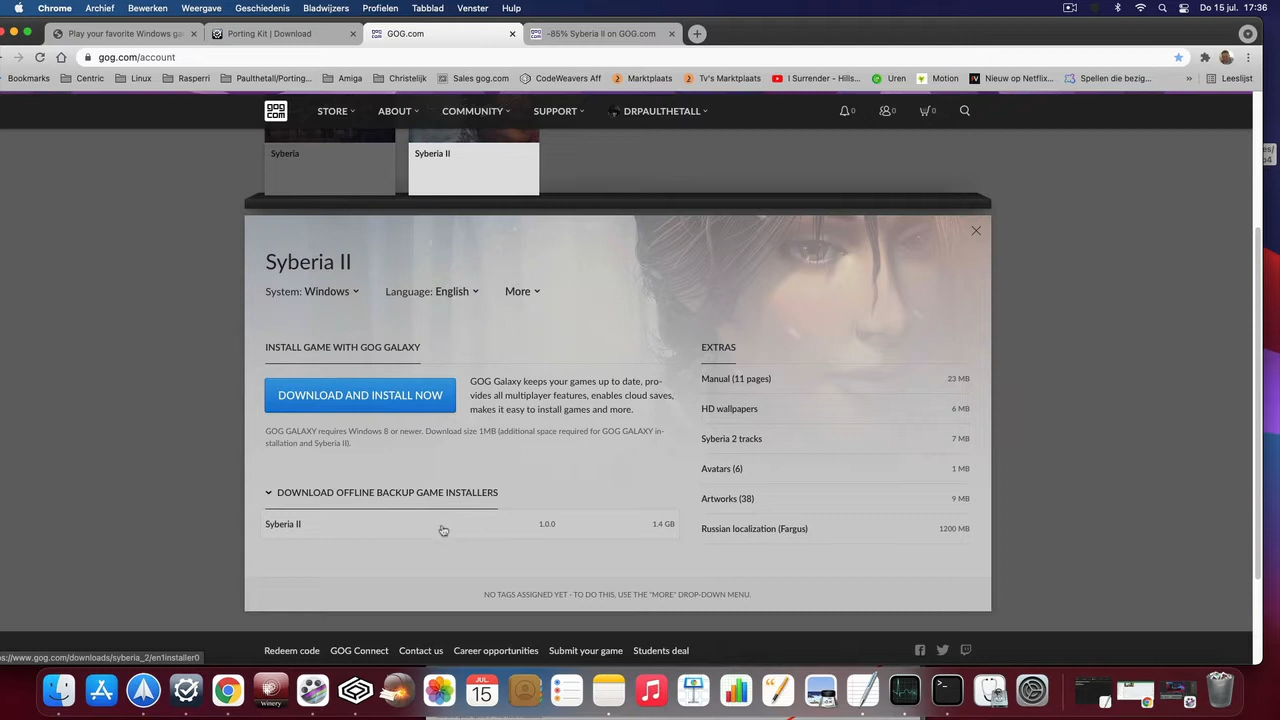 Chrome Archief Bewerken Weergave Geschiedenis Bladwijzers Profielen Tabblad Venster Help Do 15 jul. 17:36
Play your favorite Windows ga Porting Kit | Download GOG.com -85% Syberia II on GOG.com
gog.com/account
Bookmarks Centric Linux Rasperri Paulthetall/Porting... Amiga Christelijk Sales gog.com CodeWeavers Aff Marktplaats Tv's Marktplaats I Surrender - Hills... Uren Motion Nieuw op Netflix... Spellen die bezig... » Leeslijst
GOG COM STORE ABOUT COMMUNITY SUPPORT DRPAULTHETALL 0 0 0
Syberia Syberia II
Syberia II
System: Windows Language: English More
INSTALL GAME WITH GOG GALAXY
DOWNLOAD AND INSTALL NOW
GOG Galaxy keeps your games up to date, pro-
vides all multiplayer features, enables cloud saves,
makes it easy to install games and more.
GOG GALAXY requires Windows 8 or newer. Download size 1MB (additional space required for GOG GALAXY in-
stallation and Syberia II).
DOWNLOAD OFFLINE BACKUP GAME INSTALLERS
Syberia II 1.0.0 1.4 GB
EXTRAS
Manual (11 pages) 23 MB
HD wallpapers 6 MB
Syberia 2 tracks 7 MB
Avatars (6) 1 MB
Artworks (38) 9 MB
Russian localization (Fargus) 1200 MB
NO TAGS ASSIGNED YET - TO DO THIS, USE THE "MORE" DROP-DOWN MENU.
Redeem code GOG Connect Contact us Career opportunities Submit your game Students deal
ps://www.gog.com/downloads/syberia_2/en1installer0
Winery
JUL. 15